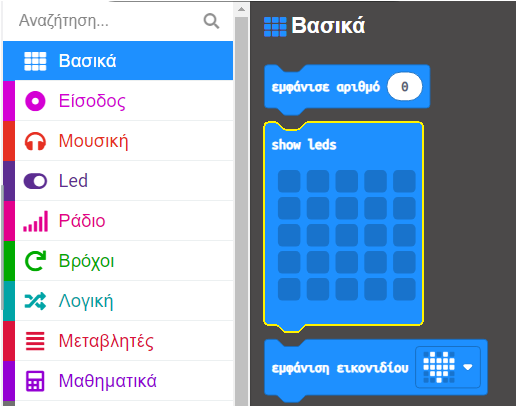 Αναζήτηση...
Βασικά
Είσοδος
Μουσική
Led
Ράδιο
Βρόχοι
Λογική
Μεταβλητές
Μαθηματικά
Βασικά
εμφάνισε αριθμό 0
show leds
εμφάνιση εικονιδίου